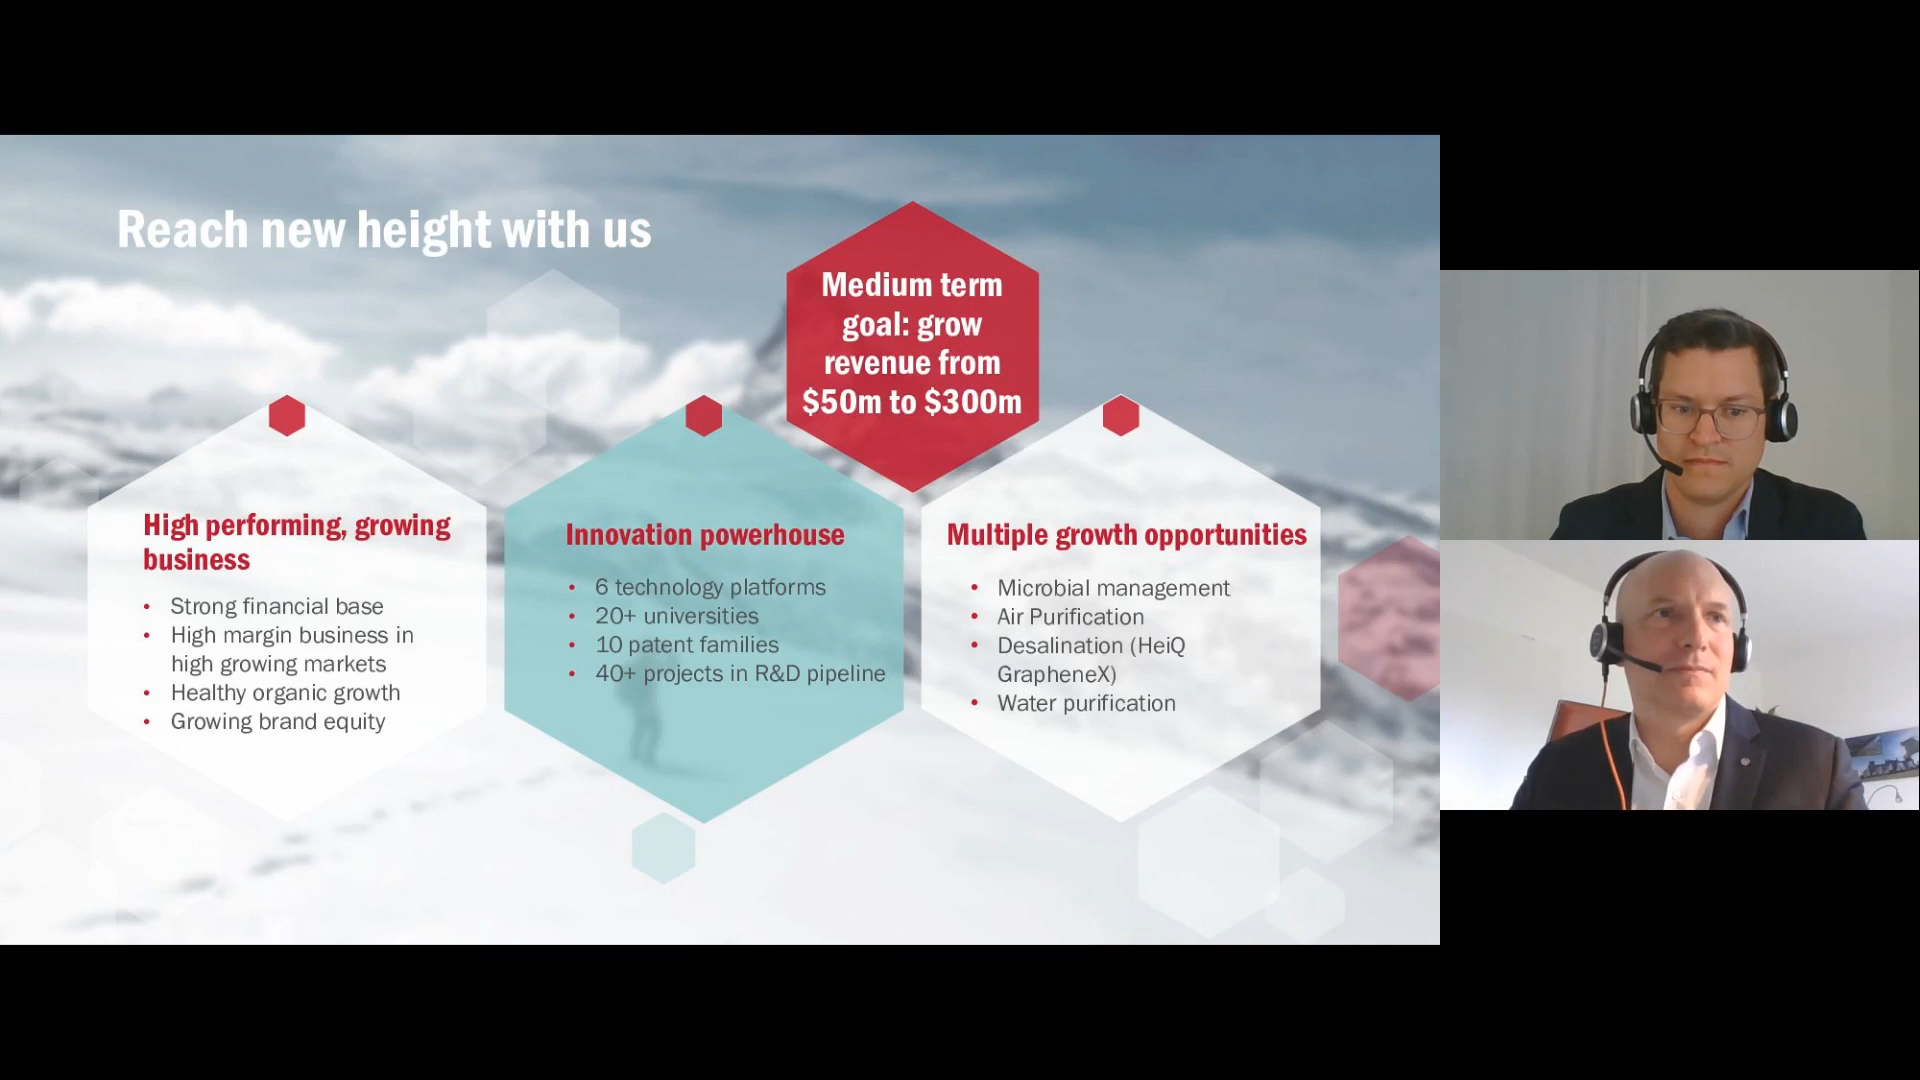 Reach new height with us
Medium term
goal: grow
revenue from
$50m to $300m
High performing, growing
business
• Strong financial base
• High margin business in
high growing markets
• Healthy organic growth
• Growing brand equity
Innovation powerhouse
• 6 technology platforms
• 20+ universities
• 10 patent families
• 40+ projects in R&D pipeline
Multiple growth opportunities
• Microbial management
• Air Purification
• Desalination (HeiQ
GrapheneX)
• Water purification